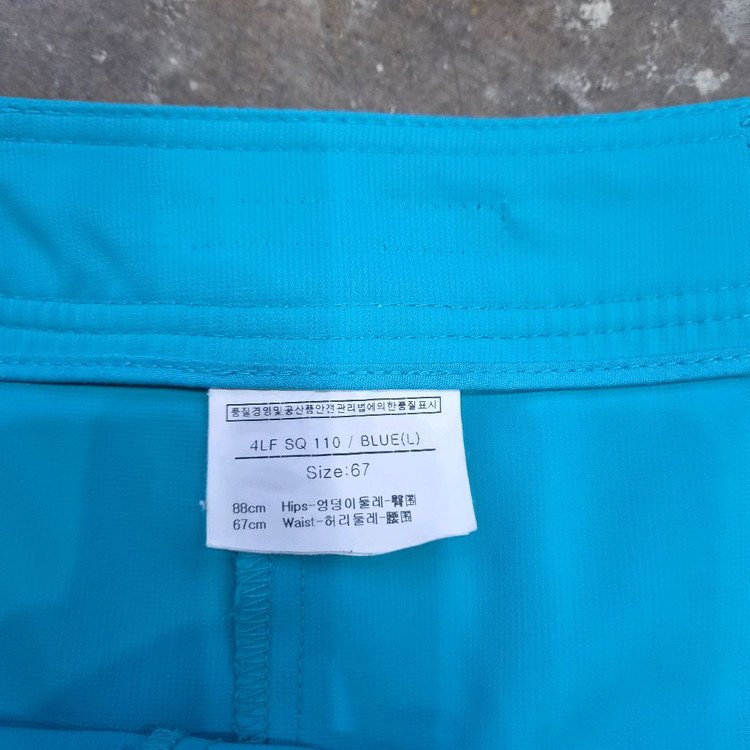 품질경영및공산품안전관리법에의한품질표시
4LF SQ 110 / BLUE(L)
Size:67
88cm Hips-엉덩이둘레-臀围
67cm Waist-허리둘레-腰围